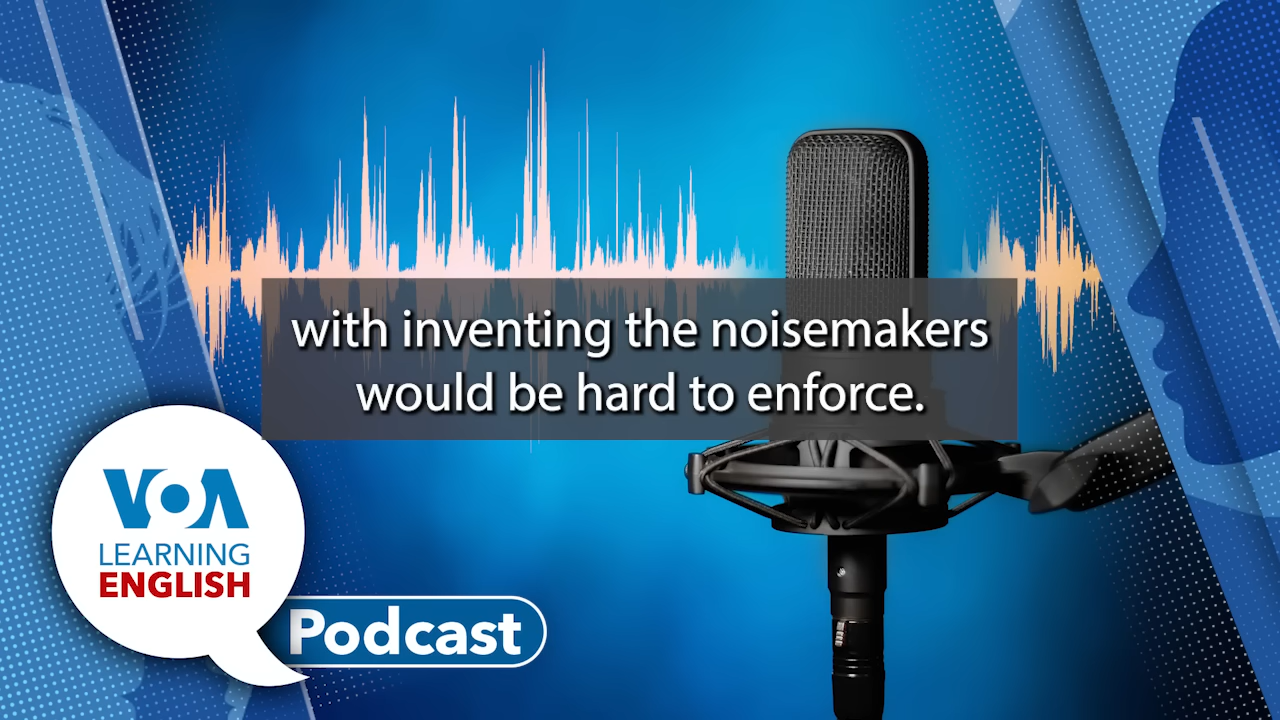 with inventing the noisemakers
would be hard to enforce.
VOA
LEARNING
ENGLISH
Podcast